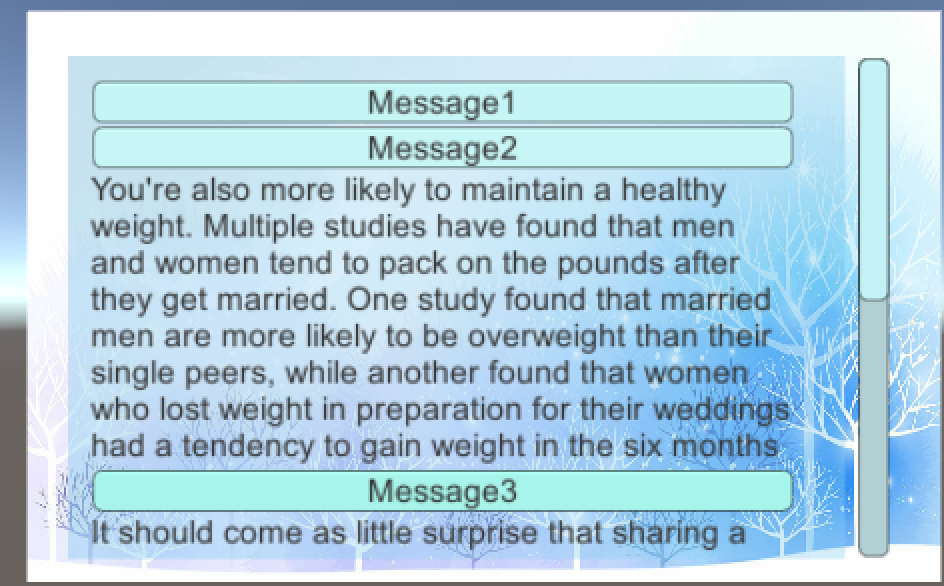 Message1
Message2
You're also more likely to maintain a healthy
weight. Multiple studies have found that men
and women tend to pack on the pounds after
they get married. One study found that married
men are more likely to be overweight than their
single peers, while another found that women
who lost weight in preparation for their weddings
had a tendency to gain weight in the six months
Message3
It should come as little surprise that sharing a